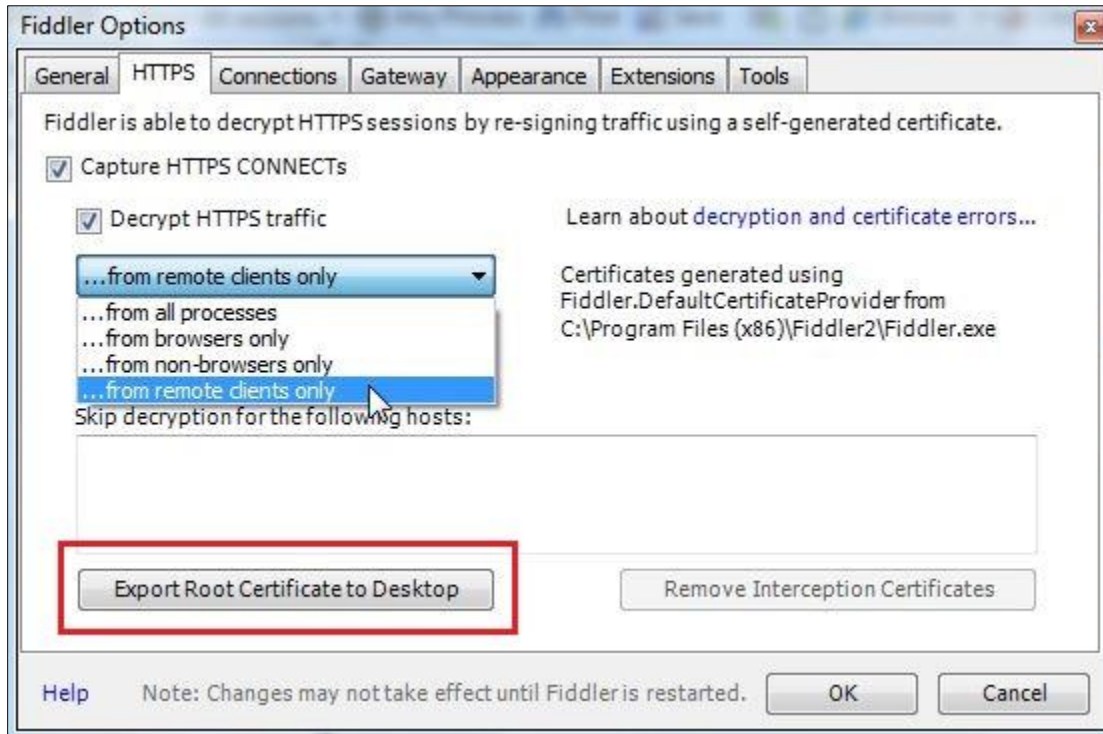 Fiddler Options
General HTTPS Connections Gateway Appearance Extensions Tools
Fiddler is able to decrypt HTTPS sessions by re-signing traffic using a self-generated certificate.
Capture HTTPS CONNECTs
Decrypt HTTPS traffic
Learn about decryption and certificate errors...
...from remote clients only
...from all processes
...from browsers only
...from non-browsers only
...from remote clients only
Certificates generated using
Fiddler.DefaultCertificateProvider from
C:\Program Files (x86)\Fiddler2\Fiddler.exe
Skip decryption for the following hosts:
Export Root Certificate to Desktop
Remove Interception Certificates
Help
Note: Changes may not take effect until Fiddler is restarted.
OK
Cancel